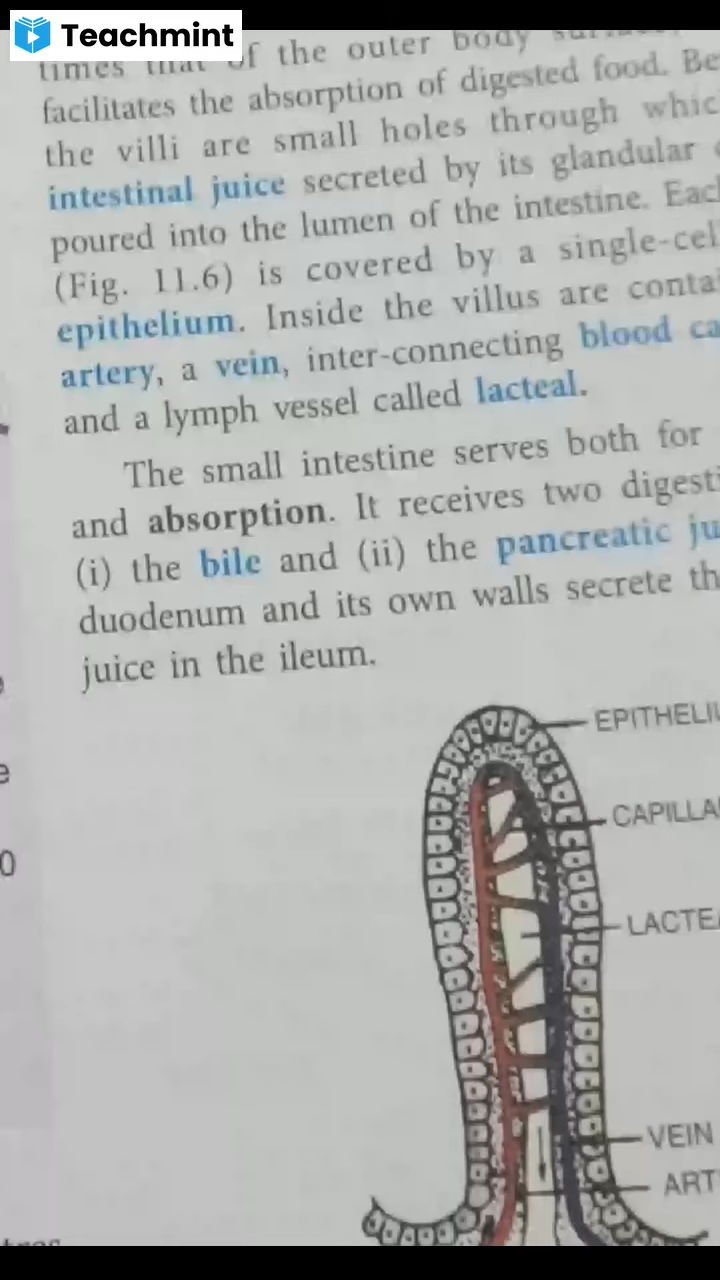 Teachmint
times that of the outer body
facilitates the absorption of digested food. Be
the villi are small holes through whic
intestinal juice secreted by its glandular
poured into the lumen of the intestine. Eac
(Fig. 11.6) is covered by a single-cel
epithelium. Inside the villus are conta
artery, a vein, inter-connecting blood ca
and a lymph vessel called lacteal.
The small intestine serves both for
and absorption. It receives two digesti
(i) the bile and (ii) the pancreatic ju
duodenum and its own walls secrete th
juice in the ileum.
EPITHELIU
CAPILLA
LACTEA
VEIN
ART
e
0